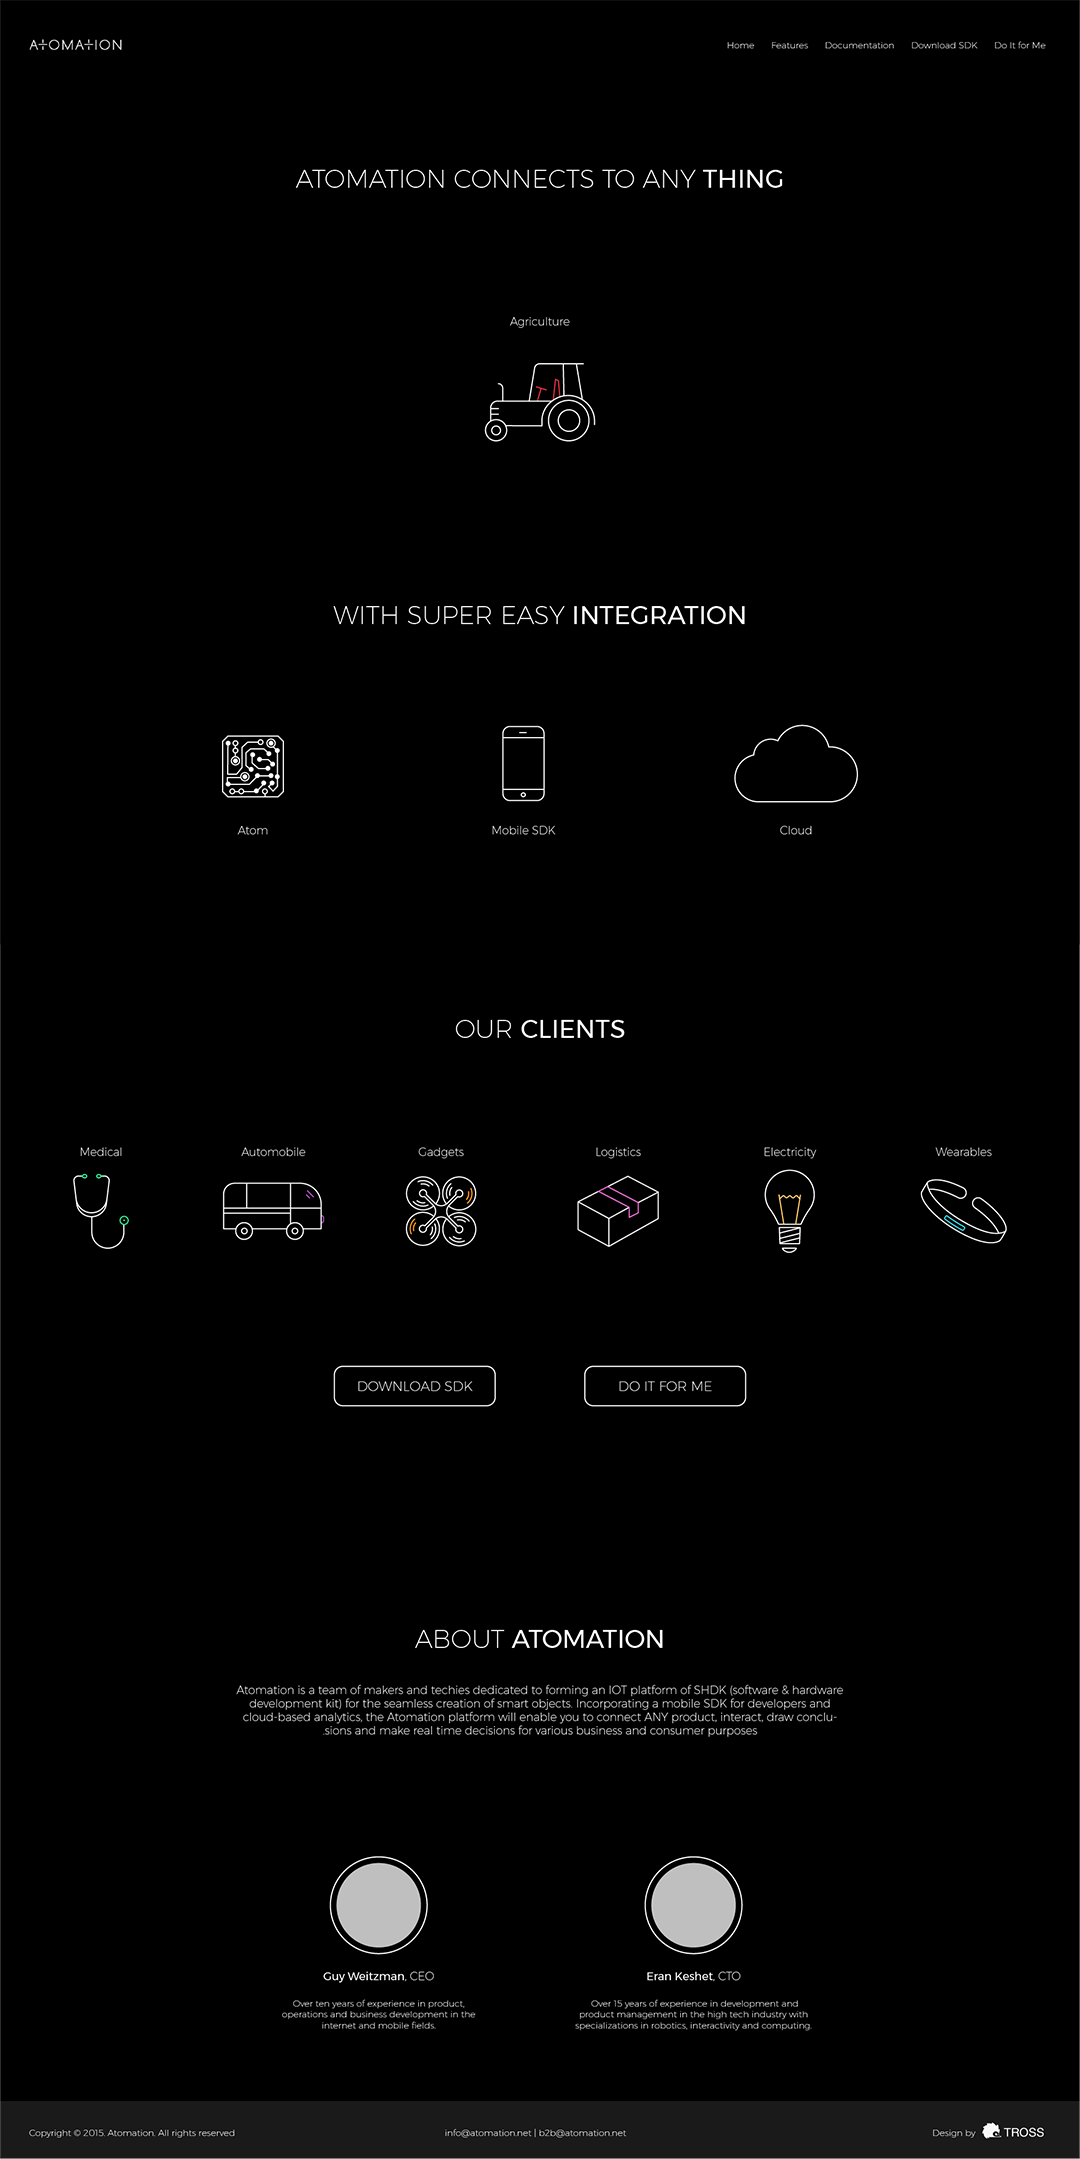 ATOMATION
Home Features Documentation Download SDK Do It for Me
ATOMATION CONNECTS TO ANY THING
Agriculture
WITH SUPER EASY INTEGRATION
Atom Mobile SDK Cloud
OUR CLIENTS
Medical Automobile Gadgets Logistics Electricity Wearables
DOWNLOAD SDK DO IT FOR ME
ABOUT ATOMATION
Atomation is a team of makers and techies dedicated to forming an IOT platform of SHDK (software & hardware
development kit) for the seamless creation of smart objects. Incorporating a mobile SDK for developers and
cloud-based analytics, the Atomation platform will enable you to connect ANY product, interact, draw conclu-
.sions and make real time decisions for various business and consumer purposes
Guy Weitzman, CEO
Over ten years of experience in product,
operations and business development in the
internet and mobile fields.
Eran Keshet, CTO
Over 15 years of experience in development and
product management in the high tech industry with
specializations in robotics, interactivity and computing.
Copyright © 2015. Atomation. All rights reserved
info@atomation.net | b2b@atomation.net
Design by TROSS